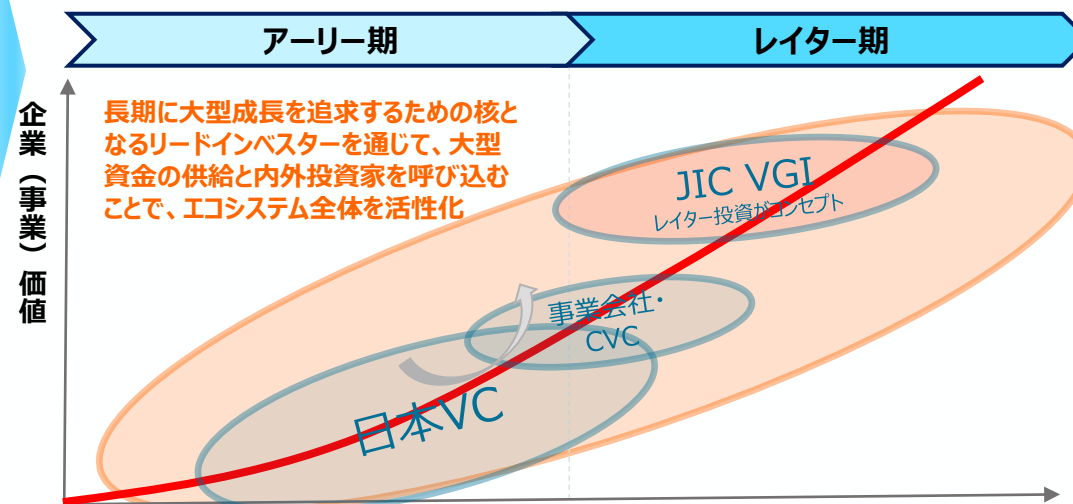 アーリー期
レイター期
企業（事業）価値
長期に大型成長を追求するための核と
なるリードインベスターを通じて、大型
資金の供給と内外投資家を呼び込む
ことで、エコシステム全体を活性化
JIC VGI
レイター投資がコンセプト
事業会社・
CVC
日本VC